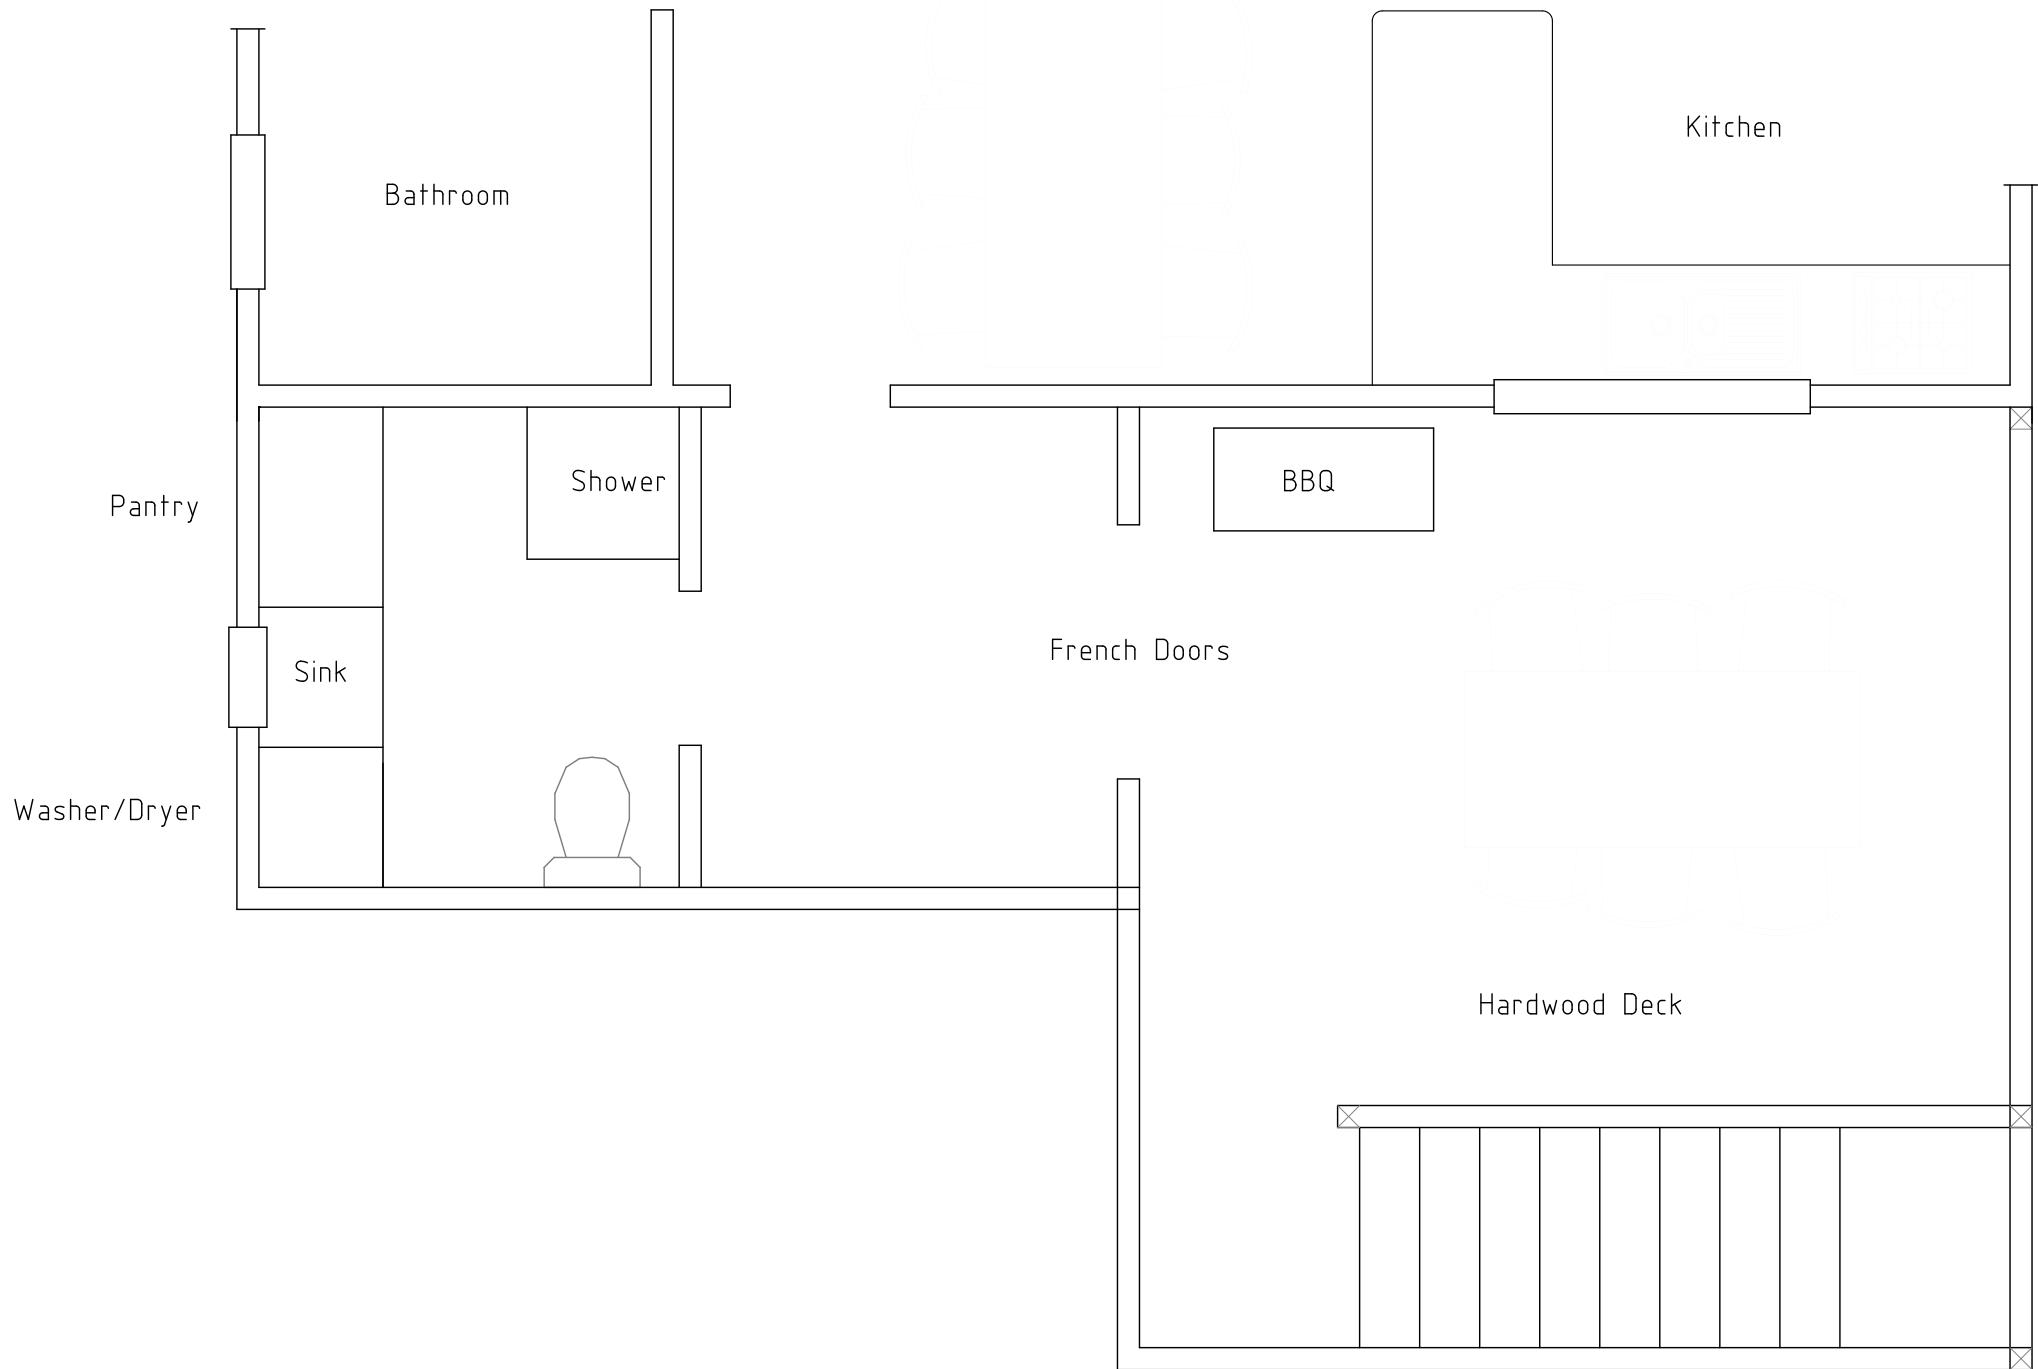 Kitchen
Bathroom
Shower
BBQ
Pantry
French Doors
Sink
Washer/Dryer
Hardwood Deck